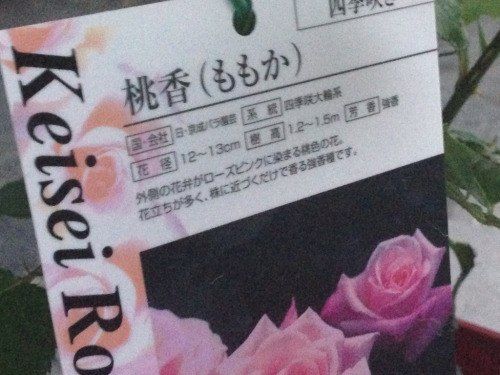 四季咲き
桃香(ももか)
国・会社 日・京成バラ園芸 系統 四季咲大輪系
花径 12～13cm 樹高 1.2～1.5m 芳香 強香
外側の花弁がローズピンクに染まる桃色の花。
花立ちが多く、株に近づくだけで香る強香種です。
Keisei Ro